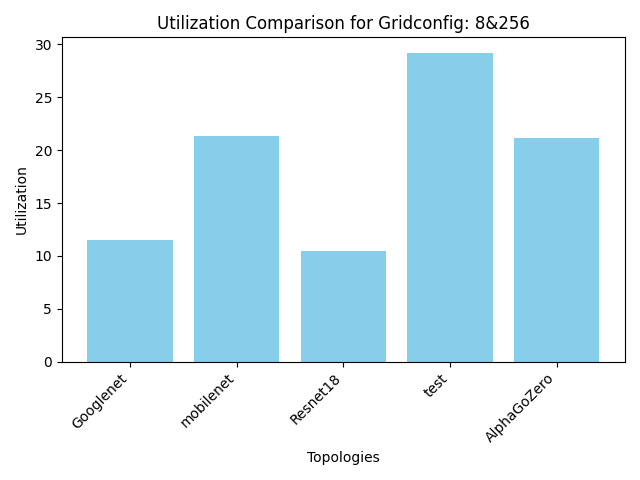 Utilization Comparison for Gridconfig: 8&256
Utilization
30
25
20
15
10
5
0
Googlenet
mobilenet
Resnet18
test
AlphaGoZero
Topologies